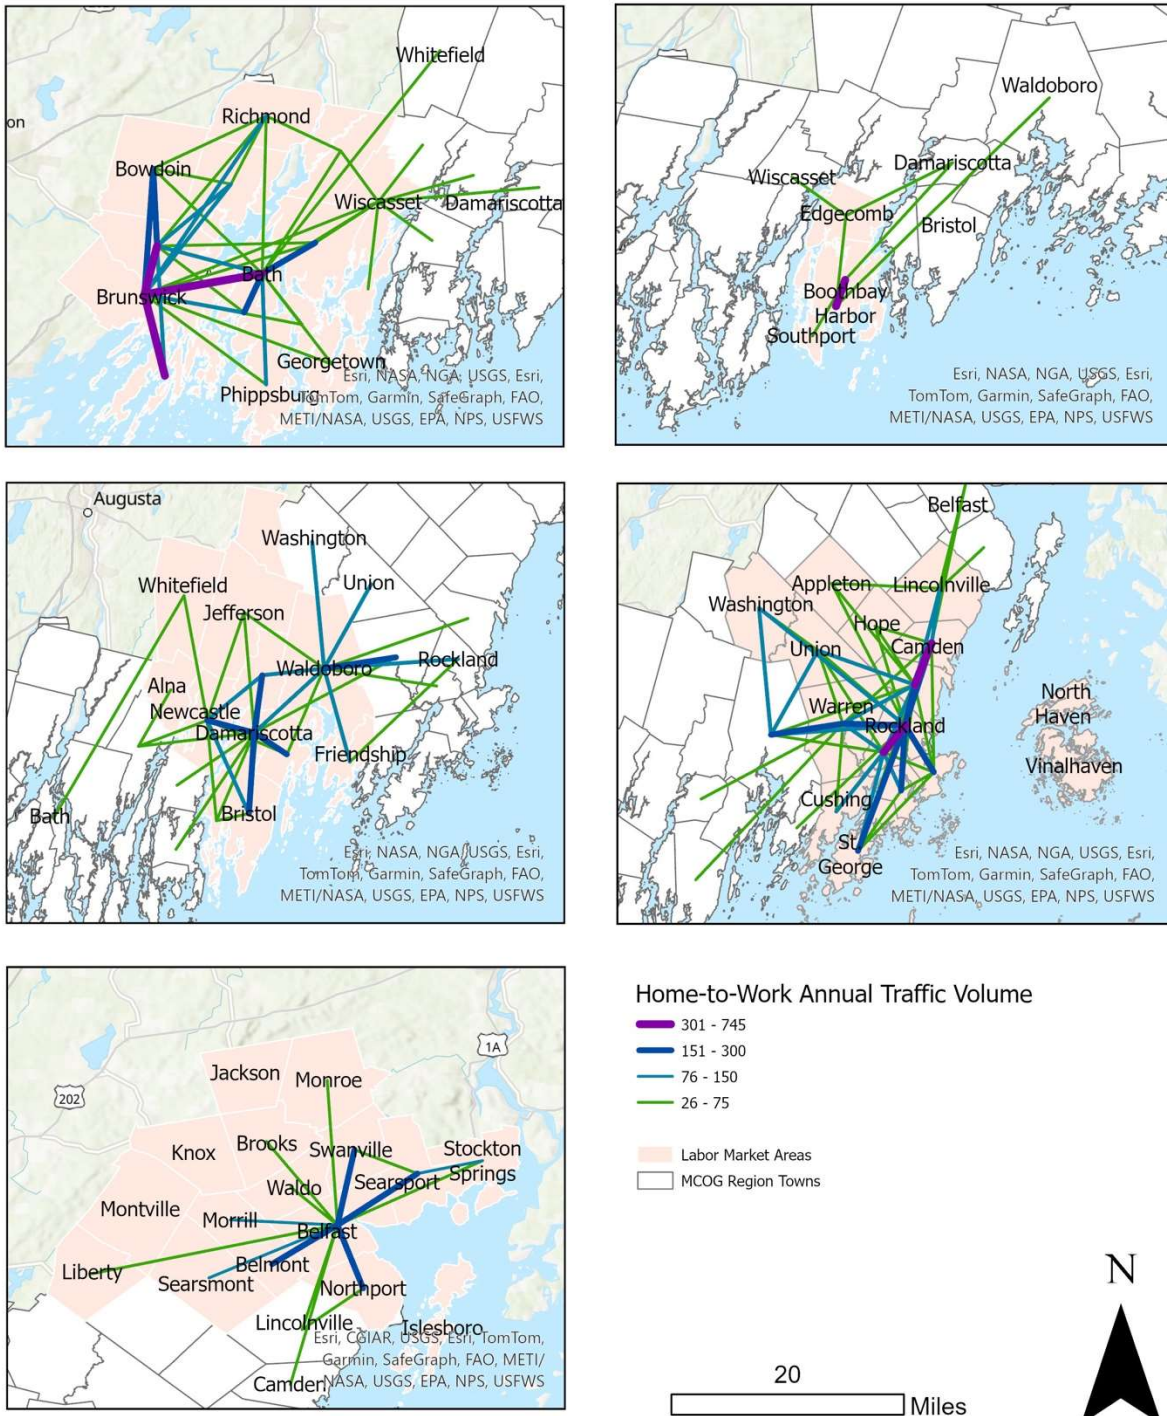 Whitefield
Richmond
on
Bowdoin
Wiscasset
Damariscotta
Bath
Brunswick
Georgetown
Phippsburg
Esri, NASA, NGA, USGS, Esri,
TomTom, Garmin, SafeGraph, FAO,
METI/NASA, USGS, EPA, NPS, USFWS
Waldoboro
Damariscotta
Wiscasset
Edgecomb
Bristol
Boothbay
Harbor
Southport
Esri, NASA, NGA, USGS, Esri,
TomTom, Garmin, SafeGraph, FAO,
METI/NASA, USGS, EPA, NPS, USFWS
Augusta
Washington
Whitefield
Union
Jefferson
Waldoboro
Rockland
Alna
Newcastle
Damariscotta
Friendship
Bath
Bristol
Esri, NASA, NGA, USGS, Esri,
TomTom, Garmin, SafeGraph, FAO,
METI/NASA, USGS, EPA, NPS, USFWS
Belfast
Appleton
Lincolnville
Washington
Hope
Union
Camden
North
Haven
Warren
Rockland
Vinalhaven
Cushing
St
George
Esri, NASA, NGA, USGS, Esri,
TomTom, Garmin, SafeGraph, FAO,
METI/NASA, USGS, EPA, NPS, USFWS
1A
202
Jackson
Monroe
Knox
Brooks
Swanville
Stockton
Springs
Waldo
Searsport
Montville
Morrill
Belfast
Liberty
Belmont
Searsmont
Northport
Lincolnville
Islesboro
Camden
Esri, CGIAR, USGS, Esri, TomTom,
Garmin, SafeGraph, FAO, METI/
NASA, USGS, EPA, NPS, USFWS
Home-to-Work Annual Traffic Volume
301 - 745
151 - 300
76 - 150
26 - 75
Labor Market Areas
MCOG Region Towns
N
20
Miles